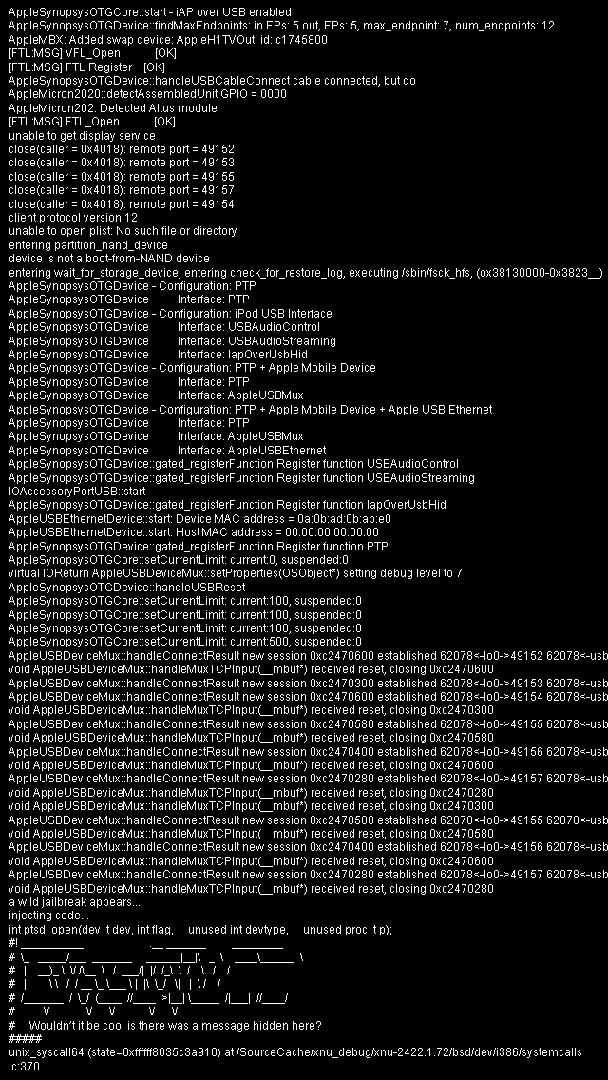 AppleSynopsysOTGCore::start - iAP over USB enabled
AppleSynopsysOTGDevice::findMaxEndpoints: in EPs: 5 out, EPs: 5, max_endpoint: 7, num_endpoints: 12
AppleMBX: Added swap device: AppleH1TVOut: id: c1745800
[FTL:MSG] VFL_Open [OK]
[FTL:MSG] FTL Register [OK]
AppleSynopsysOTGDevice::handleUSBCableConnect cable connected, but co
AppleMicron2020::detectAssembledUnit GPIO = 0000
AppleMicron202: Detected module
[FTL:MSG] FTL_Open [OK]
unable to get display service
close(caller = 0x4018): remote port = 49152
close(caller = 0x4018): remote port = 49153
close(caller = 0x4018): remote port = 49155
close(caller = 0x4018): remote port = 49157
close(caller = 0x4018): remote port = 49154
client protocol version 12
unable to open plist: No such file or directory
entering partition_nand_device
device is not a boot-from-NAND device
entering wait_for_storage_device, entering check_for_restore_log, executing /sbin/fsck_hfs, (0x38130000-0x3823__)
AppleSynopsysOTGDevice - Configuration: PTP
AppleSynopsysOTGDevice Interface: PTP
AppleSynopsysOTGDevice - Configuration: iPod USB Interface
AppleSynopsysOTGDevice Interface: USBAudioControl
AppleSynopsysOTGDevice Interface: USBAudioStreaming
AppleSynopsysOTGDevice Interface: IapOverUsbHid
AppleSynopsysOTGDevice - Configuration: PTP + Apple Mobile Device
AppleSynopsysOTGDevice Interface: PTP
AppleSynopsysOTGDevice Interface: AppleUSBMux
AppleSynopsysOTGDevice - Configuration: PTP + Apple Mobile Device + Apple USB Ethernet
AppleSynopsysOTGDevice Interface: PTP
AppleSynopsysOTGDevice Interface: AppleUSBMux
AppleSynopsysOTGDevice Interface: AppleUSBEthernet
AppleSynopsysOTGDevice::gated_registerFunction Register function USBAudioControl
AppleSynopsysOTGDevice::gated_registerFunction Register function USBAudioStreaming
IOAccessoryPortUSB::start
AppleSynopsysOTGDevice::gated_registerFunction Register function IapOverUsbHid
AppleUSBEthernetDevice::start: Device MAC address = 0a:0b:ad:0b:ab:e0
AppleUSBEthernetDevice::start: Host MAC address = 00:00:00:00:00:00
AppleSynopsysOTGDevice::gated_registerFunction Register function PTP
AppleSynopsysOTGCore::setCurrentLimit: current:0, suspended:0
virtual IOReturn AppleUSBDeviceMux::setProperties(OSObject*) setting debug level to 7
AppleSynopsysOTGDevice::handleUSBReset
AppleSynopsysOTGCore::setCurrentLimit: current:100, suspended:0
AppleSynopsysOTGCore::setCurrentLimit: current:100, suspended:0
AppleSynopsysOTGCore::setCurrentLimit: current:100, suspended:0
AppleSynopsysOTGCore::setCurrentLimit: current:500, suspended:0
AppleUSBDeviceMux::handleConnectResult new session 0xc2470600 established 62078<-lo0->49152 62078<-usb
void AppleUSBDeviceMux::handleMuxTCPInput(__mbuf*) received reset, closing 0xc2470600
AppleUSBDeviceMux::handleConnectResult new session 0xc2470300 established 62078<-lo0->49153 62078<-usb
AppleUSBDeviceMux::handleConnectResult new session 0xc2470600 established 62078<-lo0->49154 62078<-usb
void AppleUSBDeviceMux::handleMuxTCPInput(__mbuf*) received reset, closing 0xc2470300
AppleUSBDeviceMux::handleConnectResult new session 0xc2470580 established 62078<-lo0->49155 62078<-usb
void AppleUSBDeviceMux::handleMuxTCPInput(__mbuf*) received reset, closing 0xc2470580
AppleUSBDeviceMux::handleConnectResult new session 0xc2470400 established 62078<-lo0->49156 62078<-usb
void AppleUSBDeviceMux::handleMuxTCPInput(__mbuf*) received reset, closing 0xc2470600
AppleUSBDeviceMux::handleConnectResult new session 0xc2470280 established 62078<-lo0->49157 62078<-usb
void AppleUSBDeviceMux::handleMuxTCPInput(__mbuf*) received reset, closing 0xc2470280
void AppleUSBDeviceMux::handleMuxTCPInput(__mbuf*) received reset, closing 0xc2470300
AppleUSBDeviceMux::handleConnectResult new session 0xc2470500 established 62078<-lo0->49155 62078<-usb
void AppleUSBDeviceMux::handleMuxTCPInput(__mbuf*) received reset, closing 0xc2470580
AppleUSBDeviceMux::handleConnectResult new session 0xc2470400 established 62078<-lo0->49156 62078<-usb
void AppleUSBDeviceMux::handleMuxTCPInput(__mbuf*) received reset, closing 0xc2470600
AppleUSBDeviceMux::handleConnectResult new session 0xc2470280 established 62078<-lo0->49157 62078<-usb
void AppleUSBDeviceMux::handleMuxTCPInput(__mbuf*) received reset, closing 0xc2470280
a wild jailbreak appears...
injecting code...
int ptsd_open(dev_t dev, int flag, __unused int devtype, __unused proc_t p);
# Wouldn't it be cool is there was a message hidden here?
#####
unix_syscall64 (state=0xffffff8035c3a910) at /SourceCache/xnu_debug/xnu-2422.1.72/bsd/dev/i386/systemcalls
.c:370